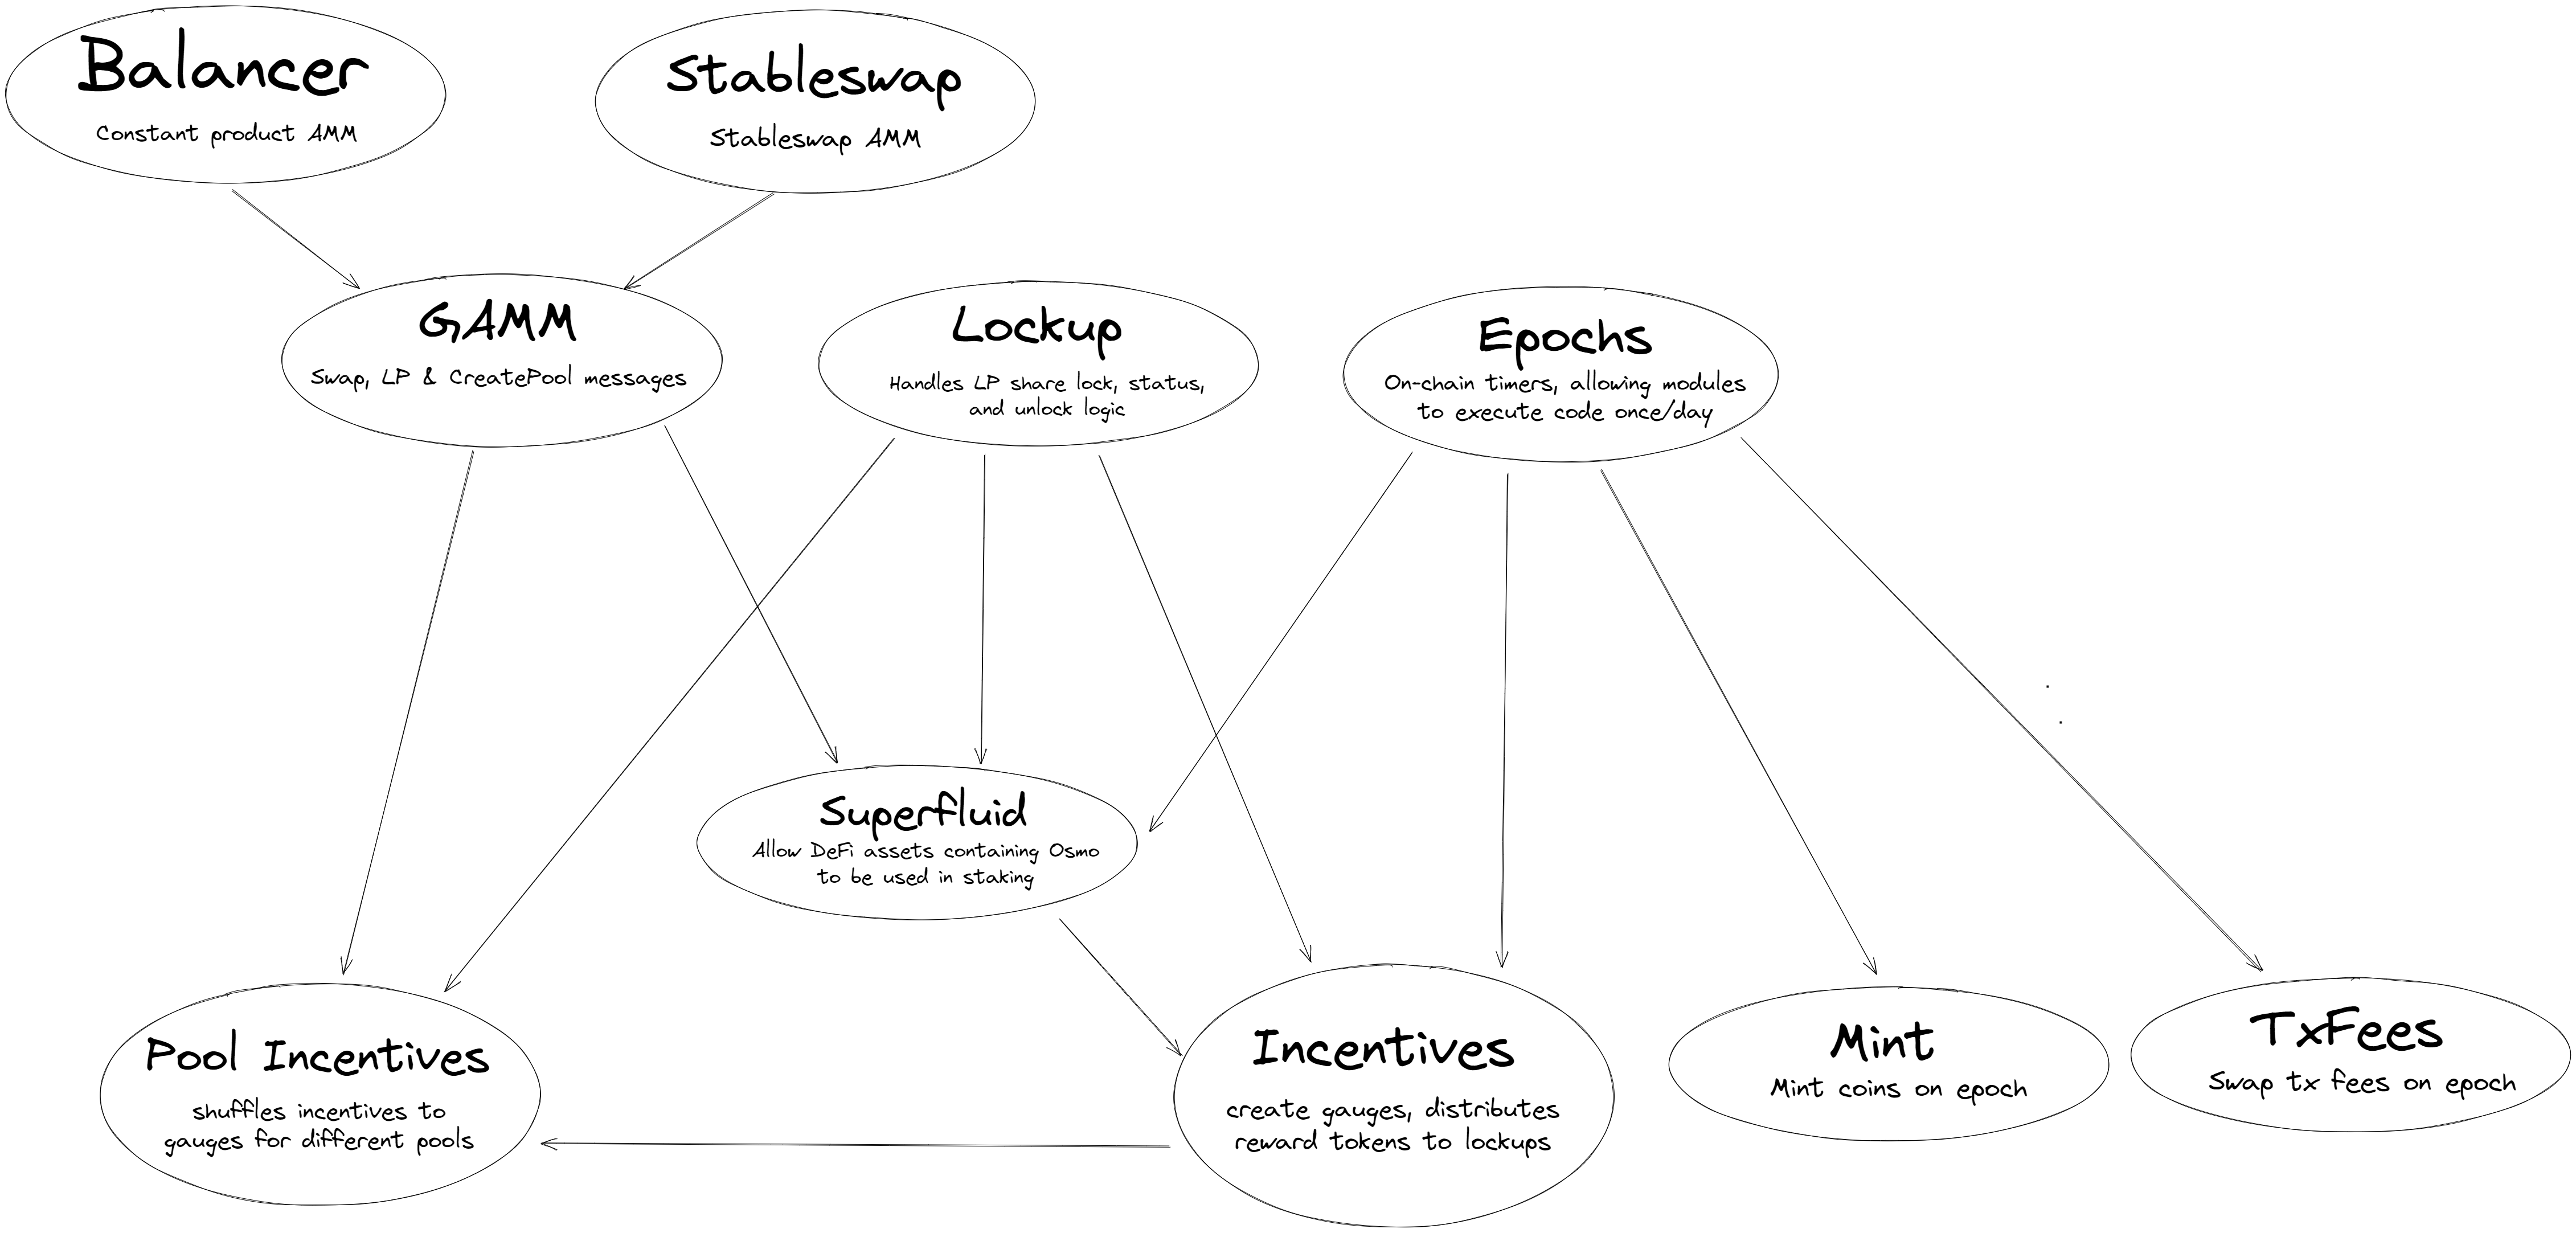 Balancer
Constant product AMM
Stableswap
Stableswap AMM
GAMM
Swap, LP & CreatePool messages
Lockup
Handles LP share lock, status,
and unlock logic
Epochs
On-chain timers, allowing modules
to execute code once/day
Superfluid
Allow DeFi assets containing Osmo
to be used in staking
Pool Incentives
shuffles incentives to
gauges for different pools
Incentives
create gauges, distributes
reward tokens to lockups
Mint
Mint coins on epoch
TxFees
Swap tx fees on epoch